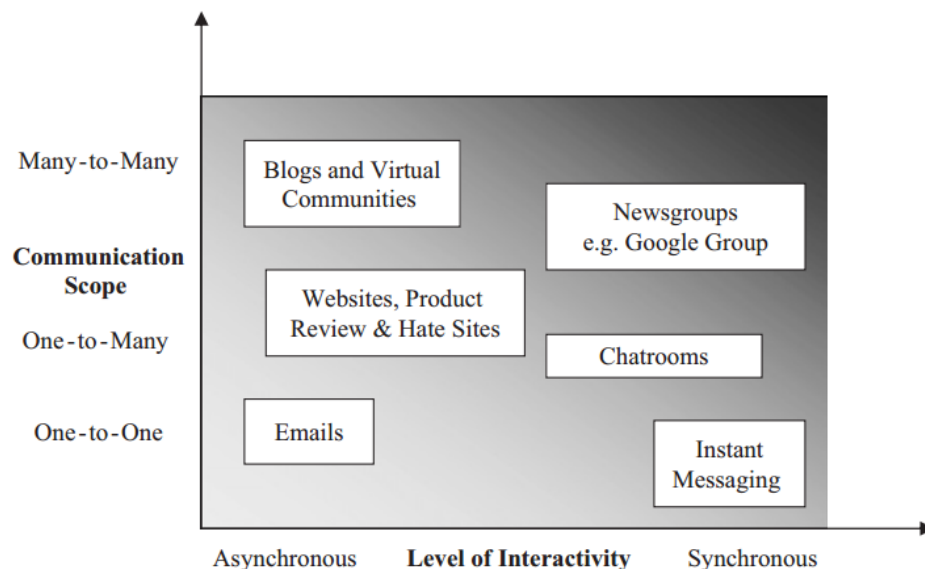 Many-to-Many
Blogs and Virtual
Communities
Newsgroups
e.g. Google Group
Communication
Scope
Websites, Product
Review & Hate Sites
One-to-Many
Chatrooms
One-to-One
Emails
Instant
Messaging
Asynchronous Level of Interactivity Synchronous